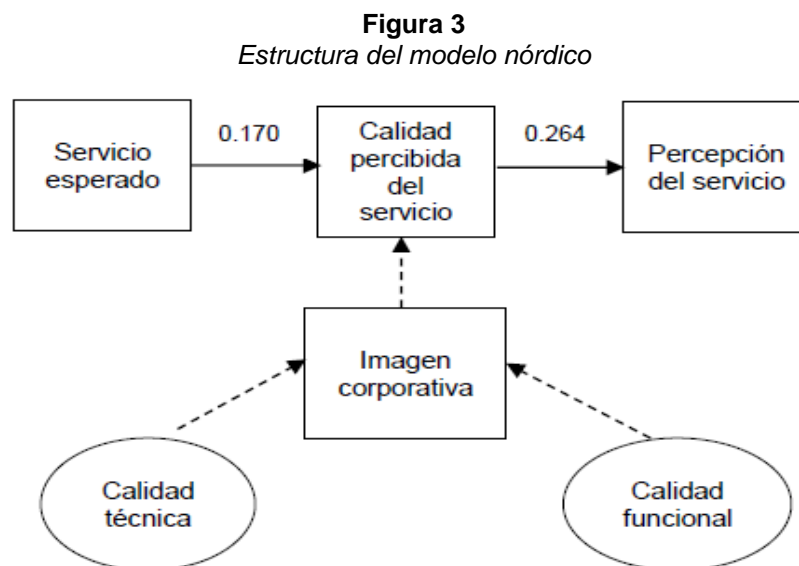 Figura 3
Estructura del modelo nórdico
Servicio
esperado
0.170
Calidad
percibida
del
servicio
0.264
Percepción
del servicio
Imagen
corporativa
Calidad
técnica
Calidad
funcional